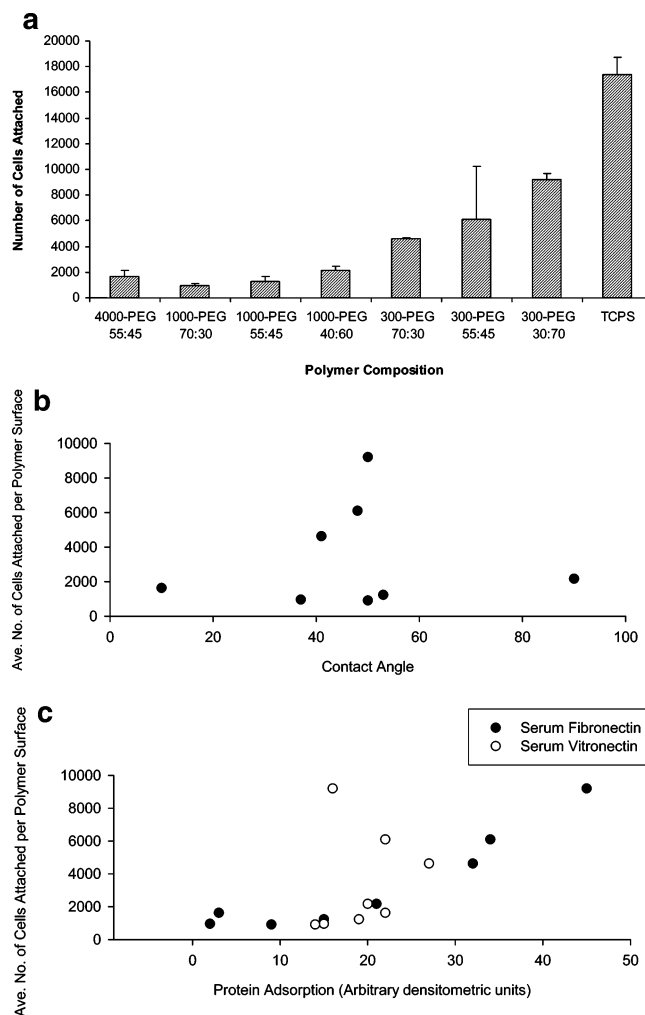 a
Number of Cells Attached
20000
18000
16000
14000
12000
10000
8000
6000
4000
2000
0
4000-PEG 1000-PEG 1000-PEG 1000-PEG 300-PEG 300-PEG 300-PEG TCPS
55:45 70:30 55:45 40:60 70:30 55:45 30:70
Polymer Composition
b
Ave. No. of Cells Attached per Polymer Surface
10000
8000
6000
4000
2000
0
0 20 40 60 80 100
Contact Angle
c
Serum Fibronectin
Serum Vitronectin
Ave. No. of Cells Attached per Polymer Surface
10000
8000
6000
4000
2000
0
0 10 20 30 40 50
Protein Adsorption (Arbitrary densitometric units)